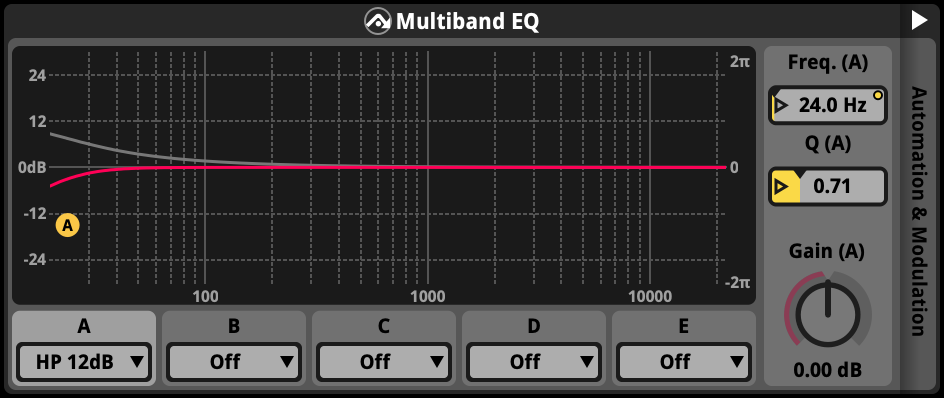 Multiband EQ
24
12
0dB
-12
-24
2π
0
-2π
A
100
1000
10000
Freq. (A)
24.0 Hz
Q (A)
0.71
Gain (A)
0.00 dB
Automation & Modulation
A
B
C
D
E
HP 12dB
Off
Off
Off
Off